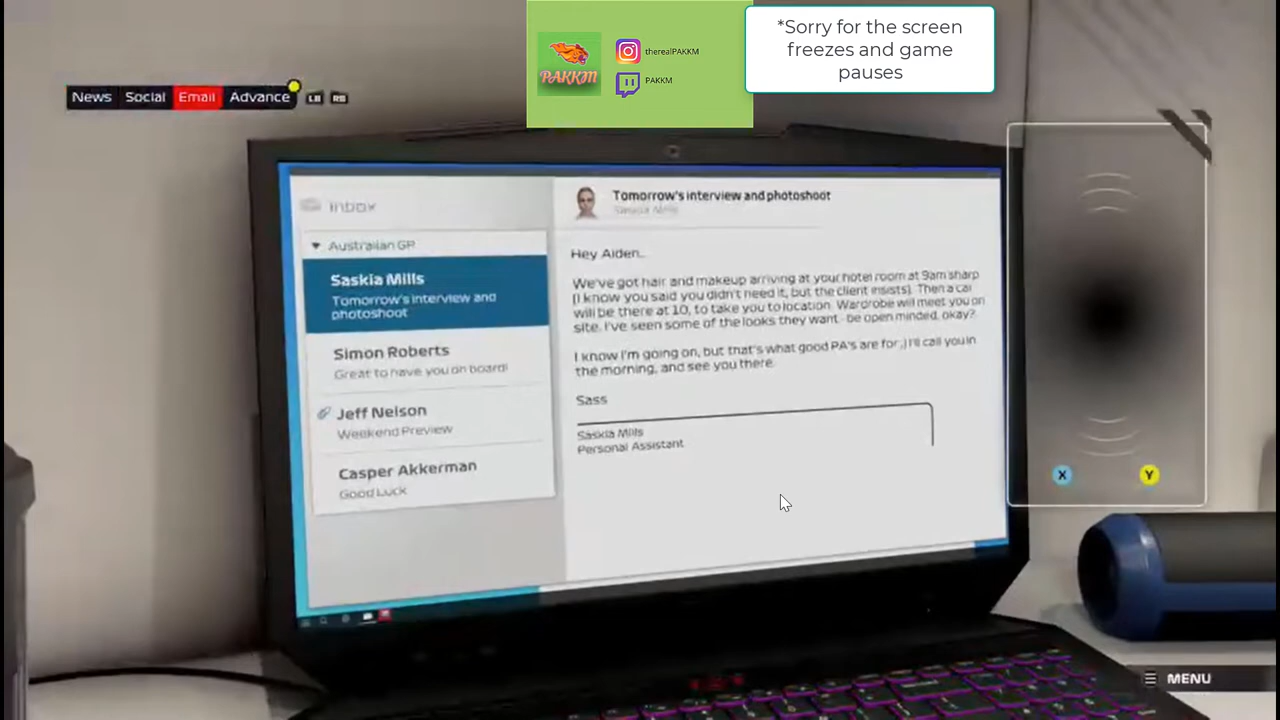 *Sorry for the screen
freezes and game
pauses
therealPAKKM
PAKKM
PAKKM
News Social Email Advance LB RB
Inbox
Australian GP
Saskia Mills
Tomorrow's interview and
photoshoot
Simon Roberts
Great to have you on board!
Jeff Nelson
Weekend Preview
Casper Akkerman
Good Luck
Tomorrow's interview and photoshoot
Saskia Mills
Hey Aiden..
We've got hair and makeup arriving at your hotel room at 9am sharp
(I know you said you didn't need it, but the client insists). Then a car
will be there at 10, to take you to location. Wardrobe will meet you on
site. I've seen some of the looks they want - be open minded, okay?
I know I'm going on, but that's what good PA's are for ;) I'll call you in
the morning, and see you there.
Sass
Saskia Mills
Personal Assistant
X Y
MENU